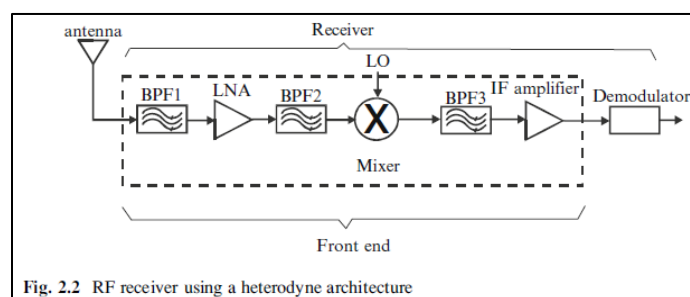 antenna
Receiver
LO
BPF1
LNA
BPF2
X
BPF3
IF amplifier
Demodulator
Mixer
Front end
Fig. 2.2 RF receiver using a heterodyne architecture